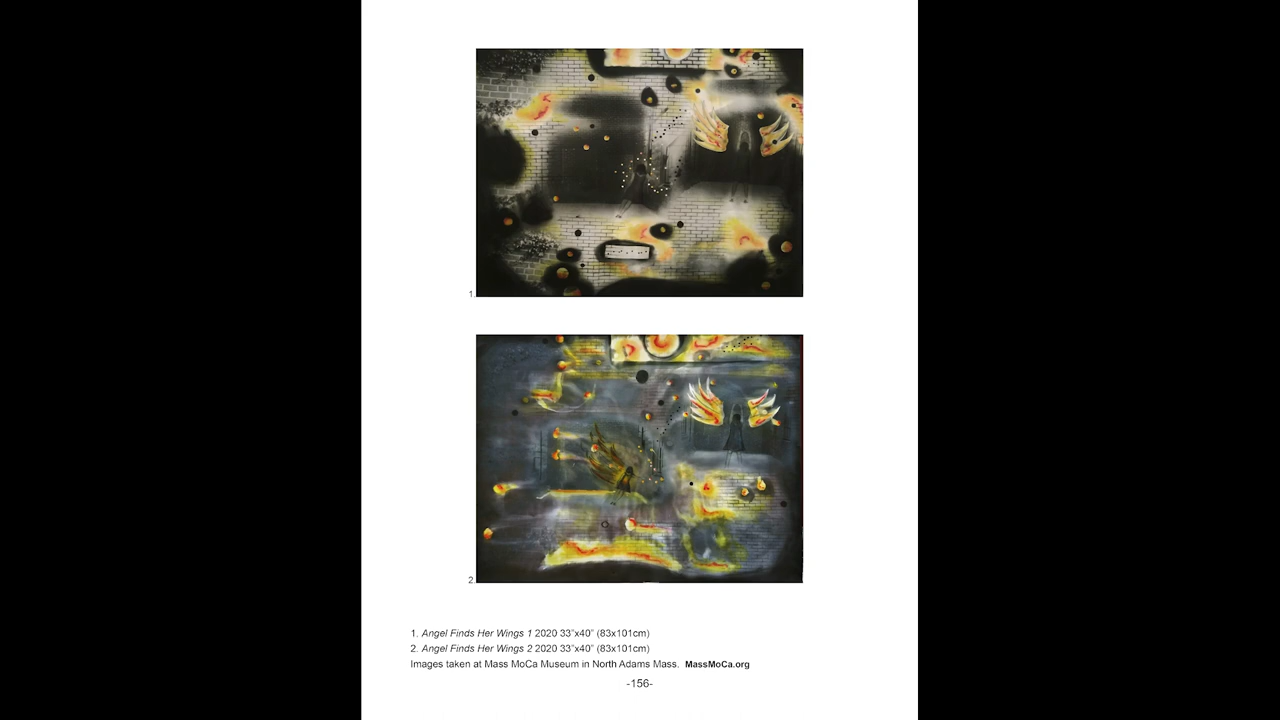 1.
2.
1. Angel Finds Her Wings 1 2020 33”x40” (83x101cm)
2. Angel Finds Her Wings 2 2020 33”x40” (83x101cm)
Images taken at Mass MoCa Museum in North Adams Mass. MassMoCa.org
-156-